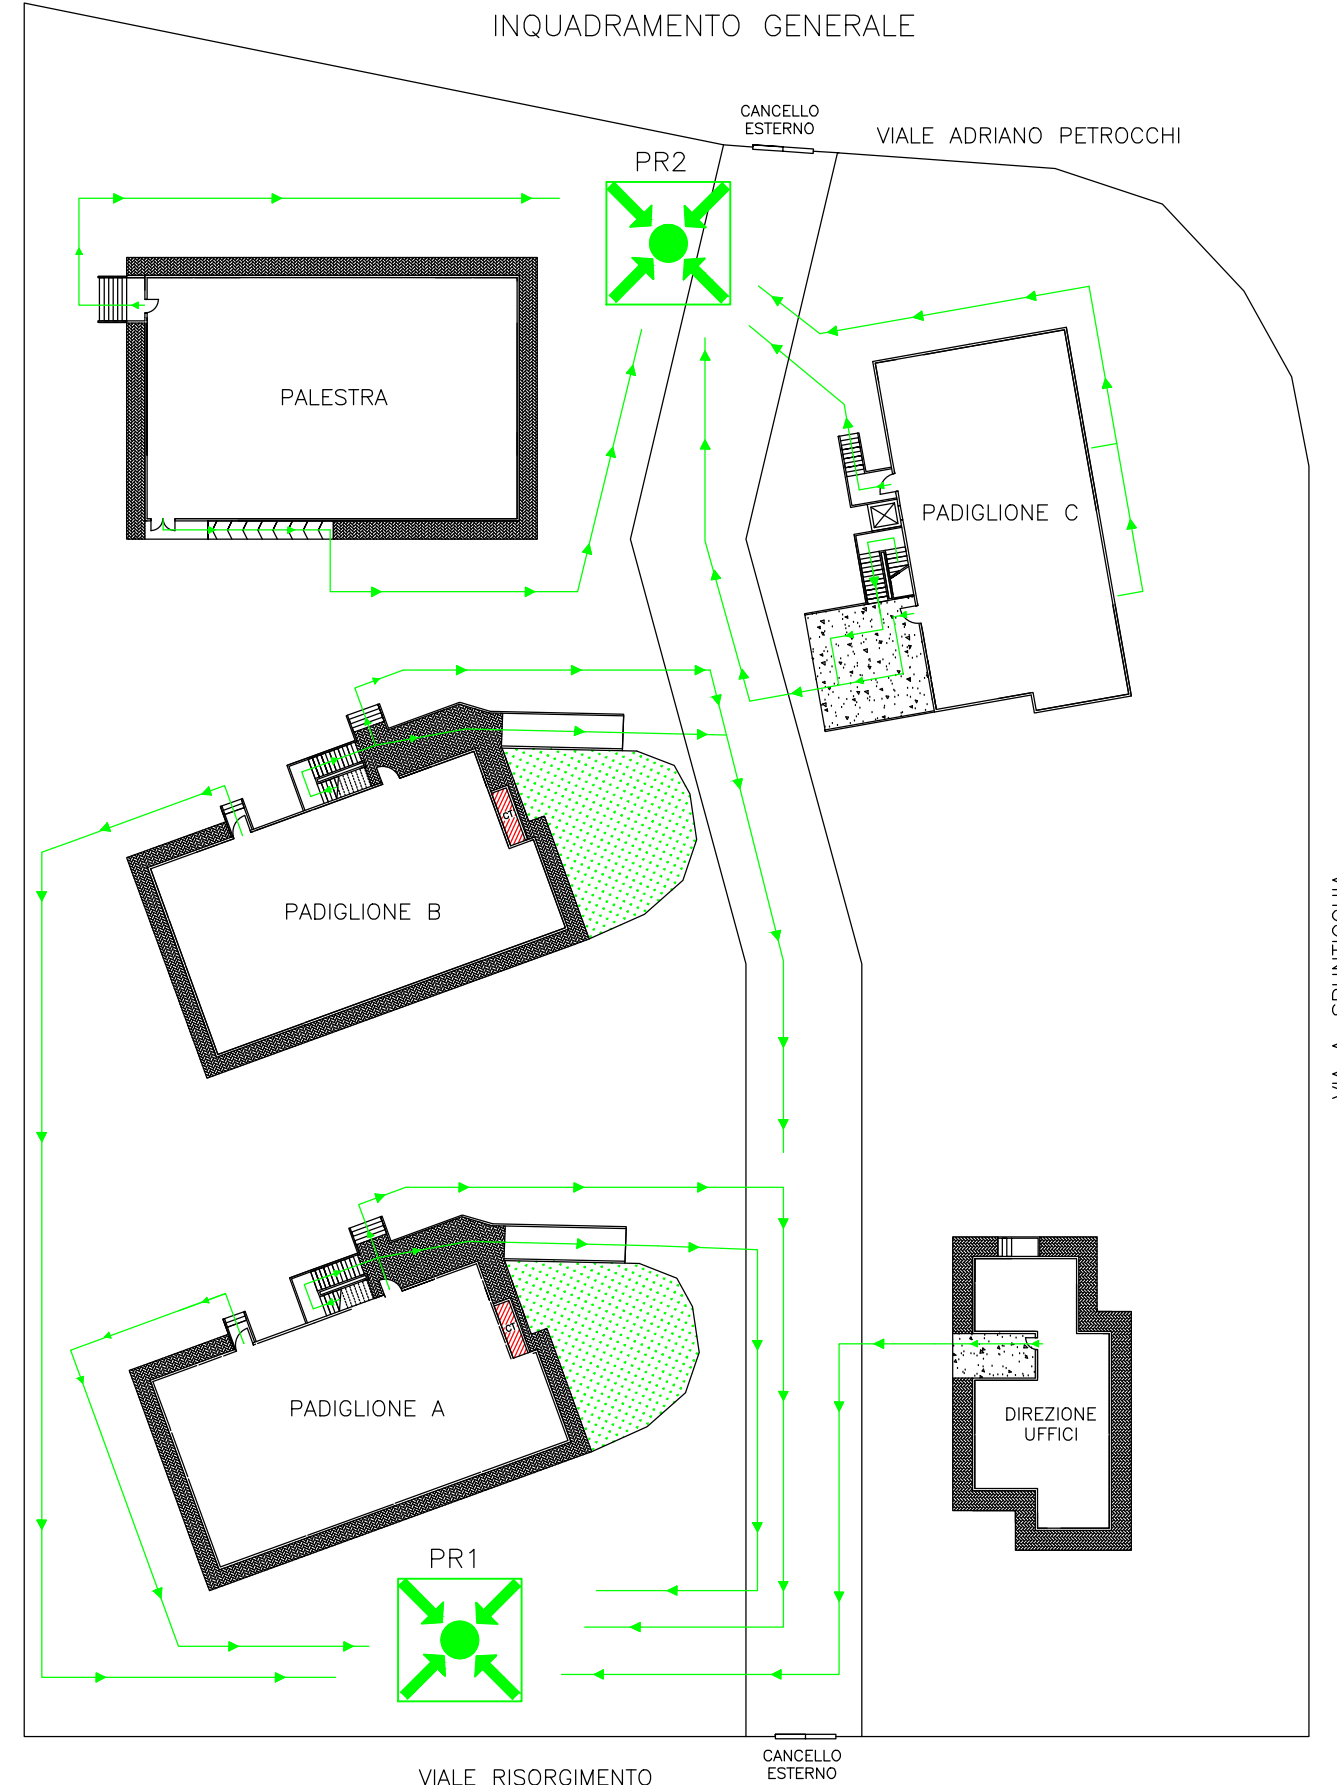 INQUADRAMENTO GENERALE
CANCELLO
ESTERNO
VIALE ADRIANO PETROCCHI
PR2
PALESTRA
PADIGLIONE C
PADIGLIONE B
VIA A.
PADIGLIONE A
DIREZIONE
UFFICI
PR1
CANCELLO
ESTERNO
VIALE RISORGIMENTO